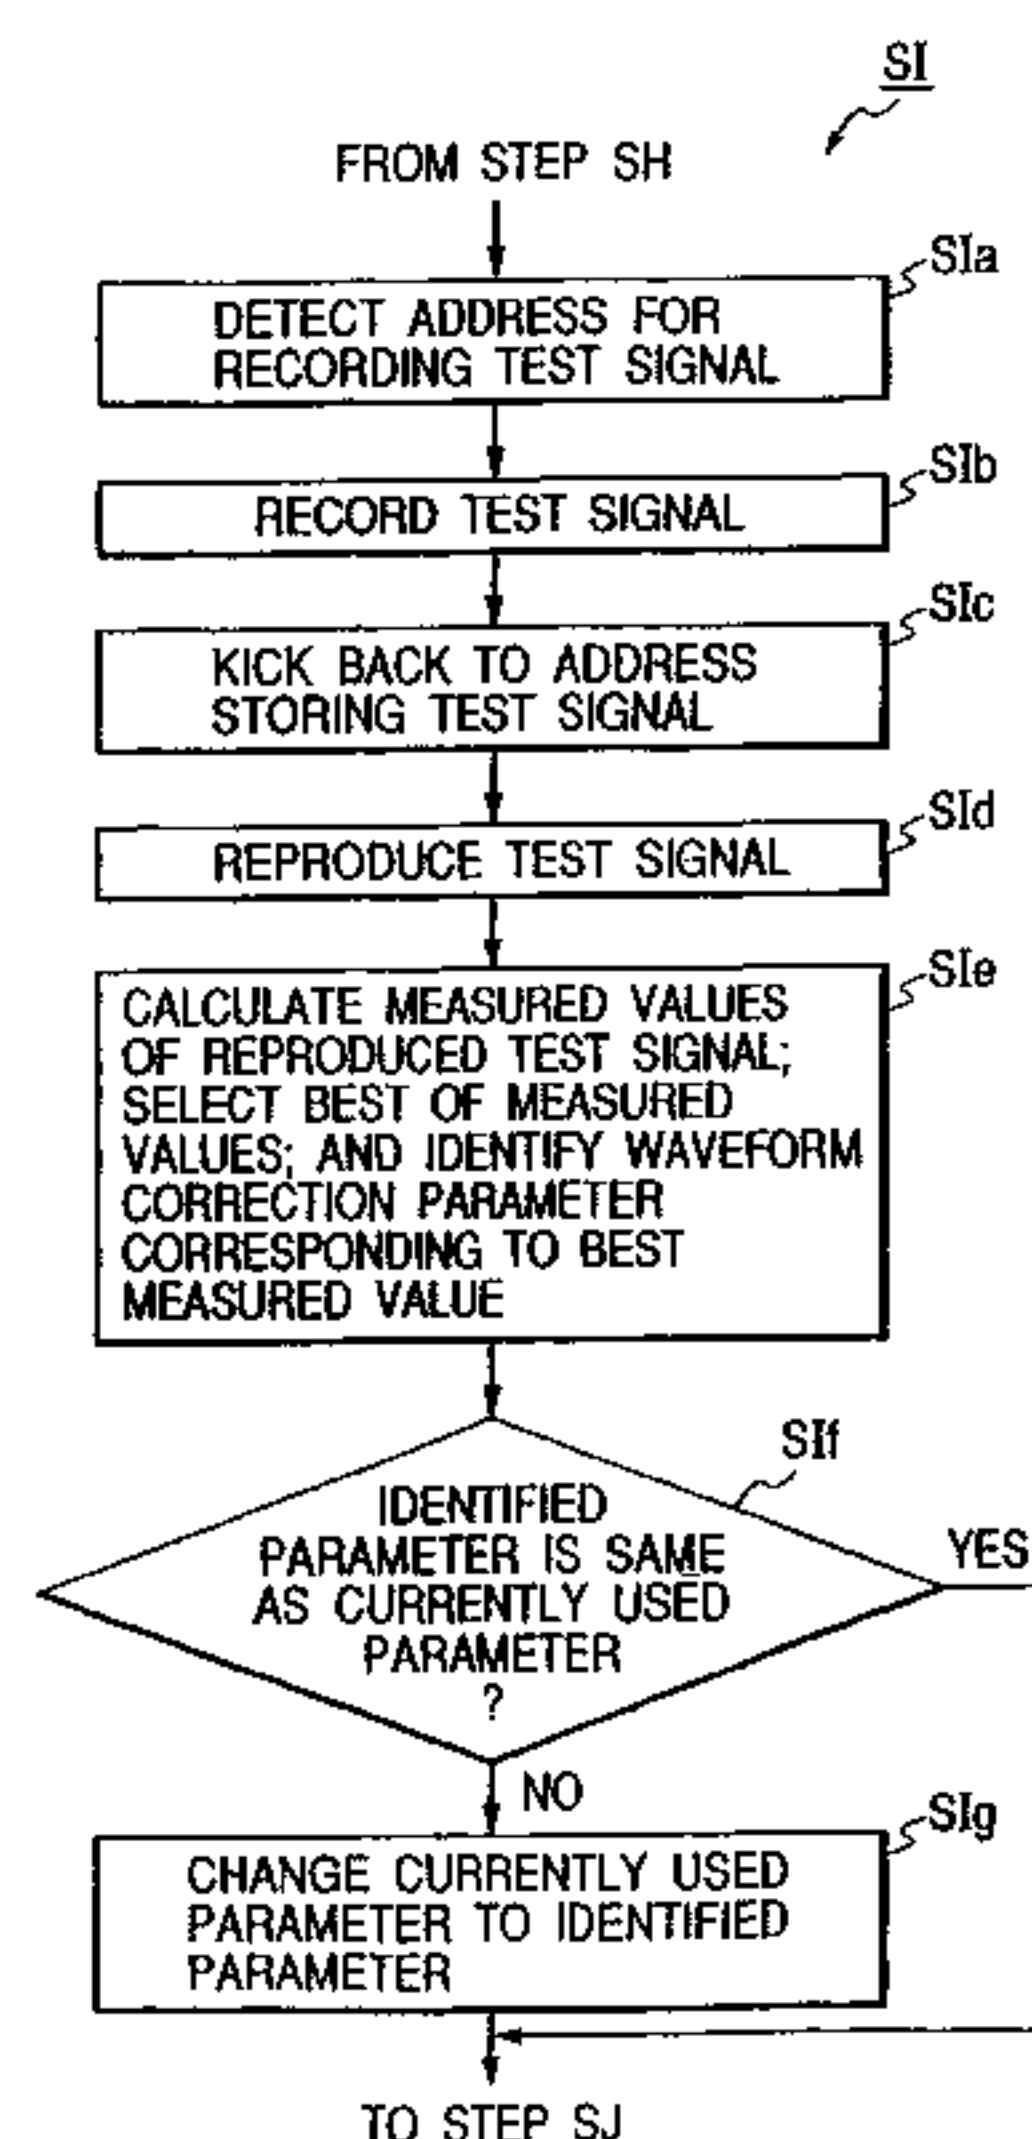 SI
FROM STEP SH
SIa
DETECT ADDRESS FOR
RECORDING TEST SIGNAL
SIb
RECORD TEST SIGNAL
SIc
KICK BACK TO ADDRESS
STORING TEST SIGNAL
SId
REPRODUCE TEST SIGNAL
SIe
CALCULATE MEASURED VALUES
OF REPRODUCED TEST SIGNAL;
SELECT BEST OF MEASURED
VALUES; AND IDENTIFY WAVEFORM
CORRECTION PARAMETER
CORRESPONDING TO BEST
MEASURED VALUE
SIf
IDENTIFIED
PARAMETER IS SAME
AS CURRENTLY USED
PARAMETER
?
YES
NO
SIg
CHANGE CURRENTLY USED
PARAMETER TO IDENTIFIED
PARAMETER
TO STEP SJ